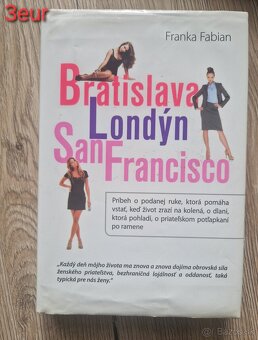 3eur
Franka Fabian
Bratislava
Londýn
San Francisco
Príbeh o podanej ruke, ktorá pomáha
vstať, keď život zrazí na kolená, o dlani,
ktorá pohladí, o priateľskom potľapkaní
po ramene
„Každý deň môjho života ma znova a znova dojíma obrovská sila
ženského priateľstva, bezhraničná lojálnosť a oddanosť, taká
typická pre nás ženy.“